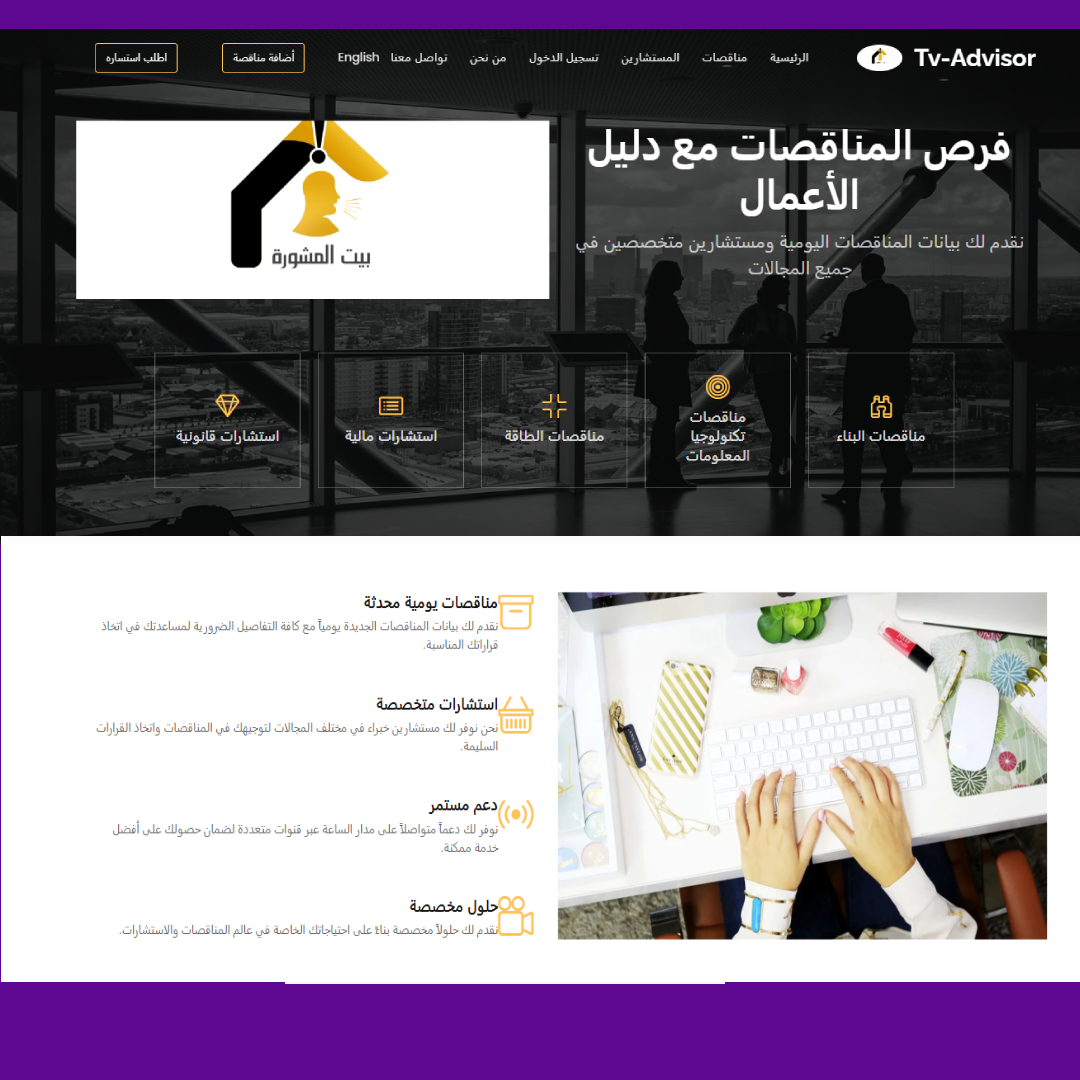 Tv-Advisor
الرئيسية
مناقصات
المستشارين
تسجيل الدخول
من نحن
تواصل معنا
English
أضافة مناقصة
اطلب استساره
فرص المناقصات مع دليل
الأعمال
نقدم لك بيانات المناقصات اليومية ومستشارين متخصصين في
جميع المجالات
بيت المشورة
مناقصات البناء
مناقصات
تكنولوجيا
المعلومات
مناقصات الطاقة
استشارات مالية
استشارات قانونية
مناقصات يومية محدثة
نقدم لك بيانات المناقصات الجديدة يومياً مع كافة التفاصيل الضرورية لمساعدتك في اتخاذ
قراراتك المناسبة.
استشارات متخصصة
نحن نوفر لك مستشارين خبراء في مختلف المجالات لتوجيهك في المناقصات واتخاذ القرارات
السليمة.
دعم مستمر
نوفر لك دعماً متواصلاً على مدار الساعة عبر قنوات متعددة لضمان حصولك على أفضل
خدمة ممكنة.
حلول مخصصة
نقدم لك حلولاً مخصصة بناءً على احتياجاتك الخاصة في عالم المناقصات والاستشارات.